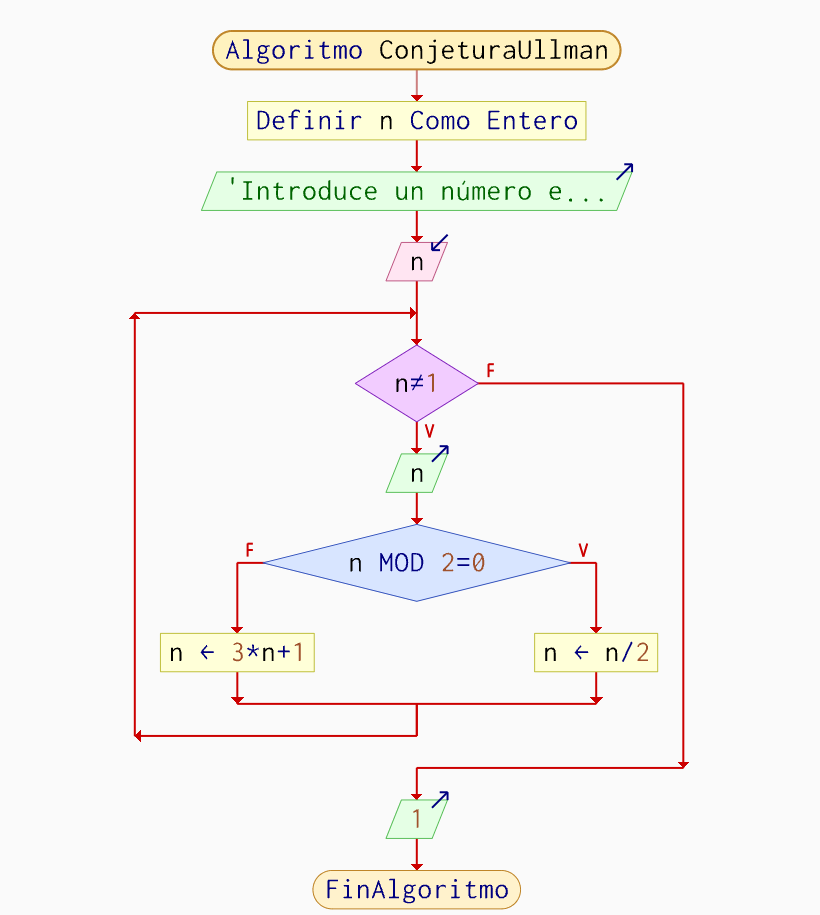 Algoritmo ConjeturaUllman
Definir n Como Entero
'Introduce un número e...
n
n≠1
F
V
n
n MOD 2=0
F
V
n ← 3*n+1
n ← n/2
1
FinAlgoritmo